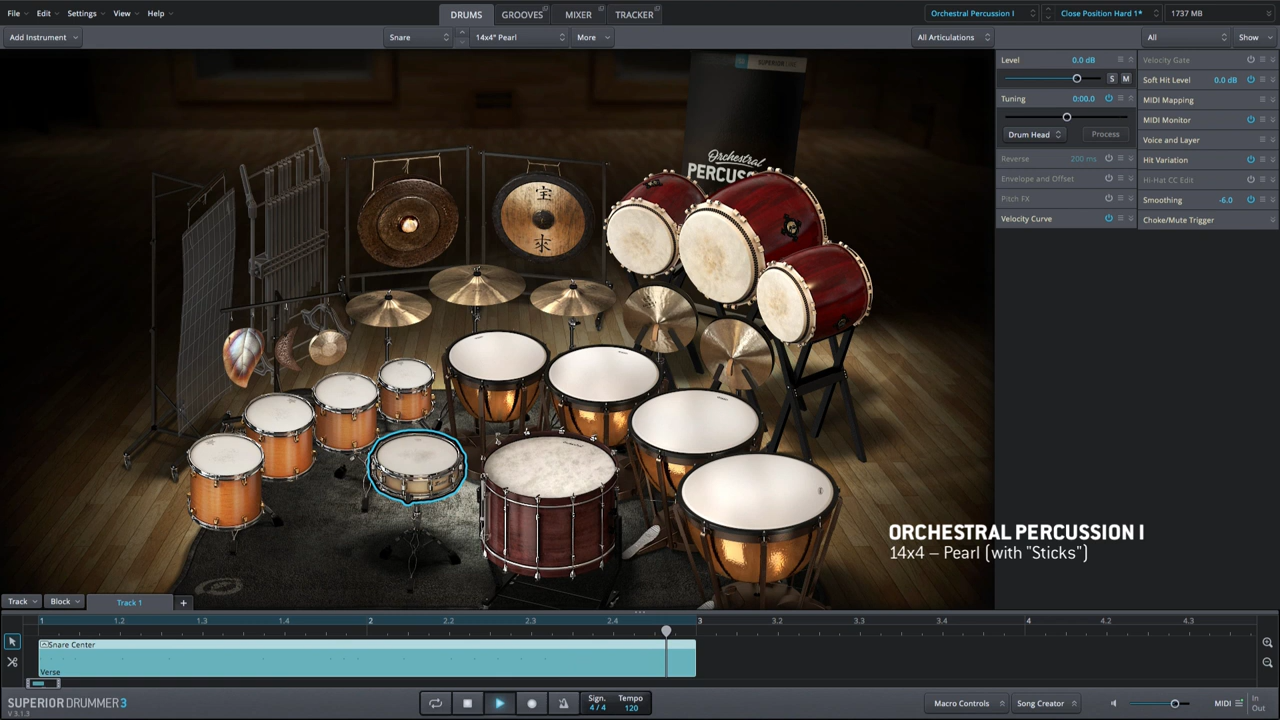 File Edit Settings View Help
DRUMS GROOVES MIXER TRACKER
Orchestral Percussion I Close Position Hard 1* 1737 MB
Add Instrument Snare 14x4" Pearl More All Articulations All Show
Level 0.0 dB
S M
Tuning 0:00.0
Drum Head Process
Reverse 200 ms
Envelope and Offset
Pitch FX
Velocity Curve
Velocity Gate
Soft Hit Level 0.0 dB
MIDI Mapping
MIDI Monitor
Voice and Layer
Hit Variation
Hi-Hat CC Edit
Smoothing -6.0
Choke/Mute Trigger
Orchestral
PERCUSS
宝
來
ORCHESTRAL PERCUSSION I
14x4 – Pearl (with "Sticks")
Track Block Track 1 +
1 1.2 1.3 1.4 2 2.2 2.3 2.4 3 3.2 3.3 3.4 4 4.2 4.3
Snare Center
Verse
SUPERIOR DRUMMER 3
V 3.1.3
Sign. Tempo
4/4 120
Macro Controls Song Creator MIDI In
Out